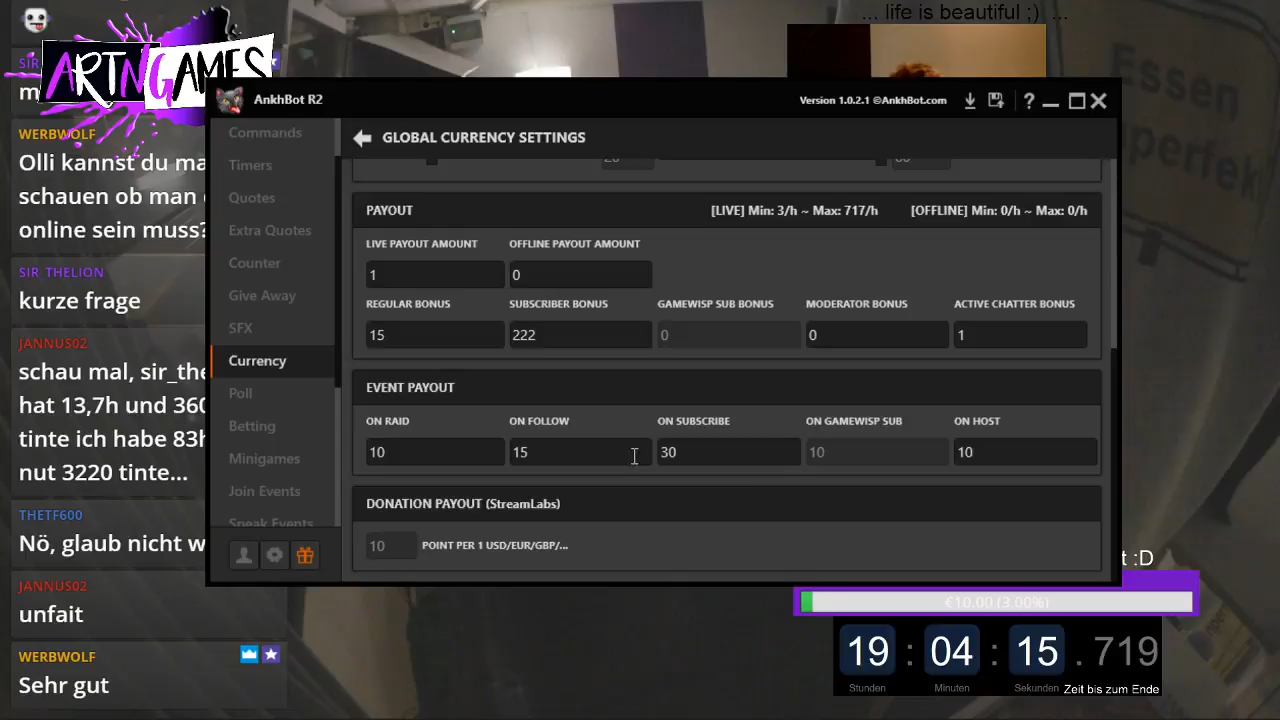 ... life is beautiful ;) ...
ARTNGAMES
SIR
m
WERBWOLF
Olli kannst du ma
schauen ob man
online sein muss?
SIR THELION
kurze frage
JANNUS02
schau mal, sir_the
hat 13,7h und 360
tinte ich habe 83h
nut 3220 tinte...
THETF600
Nö, glaub nicht w
JANNUS02
unfait
WERBWOLF
Sehr gut
AnkhBot R2
Version 1.0.2.1 ©AnkhBot.com
?
Commands
Timers
Quotes
Extra Quotes
Counter
Give Away
SFX
Currency
Poll
Betting
Minigames
Join Events
Speak Events
GLOBAL CURRENCY SETTINGS
PAYOUT
[LIVE] Min: 3/h ~ Max: 717/h
[OFFLINE] Min: 0/h ~ Max: 0/h
LIVE PAYOUT AMOUNT OFFLINE PAYOUT AMOUNT
1 0
REGULAR BONUS SUBSCRIBER BONUS GAMEWISP SUB BONUS MODERATOR BONUS ACTIVE CHATTER BONUS
15 222 0 0 1
EVENT PAYOUT
ON RAID ON FOLLOW ON SUBSCRIBE ON GAMEWISP SUB ON HOST
10 15 30 10 10
DONATION PAYOUT (StreamLabs)
10 POINT PER 1 USD/EUR/GBP/...
Essen
t :D
€10.00 (3.00%)
19 : 04 : 15 . 719
Stunden Minuten Sekunden Zeit bis zum Ende